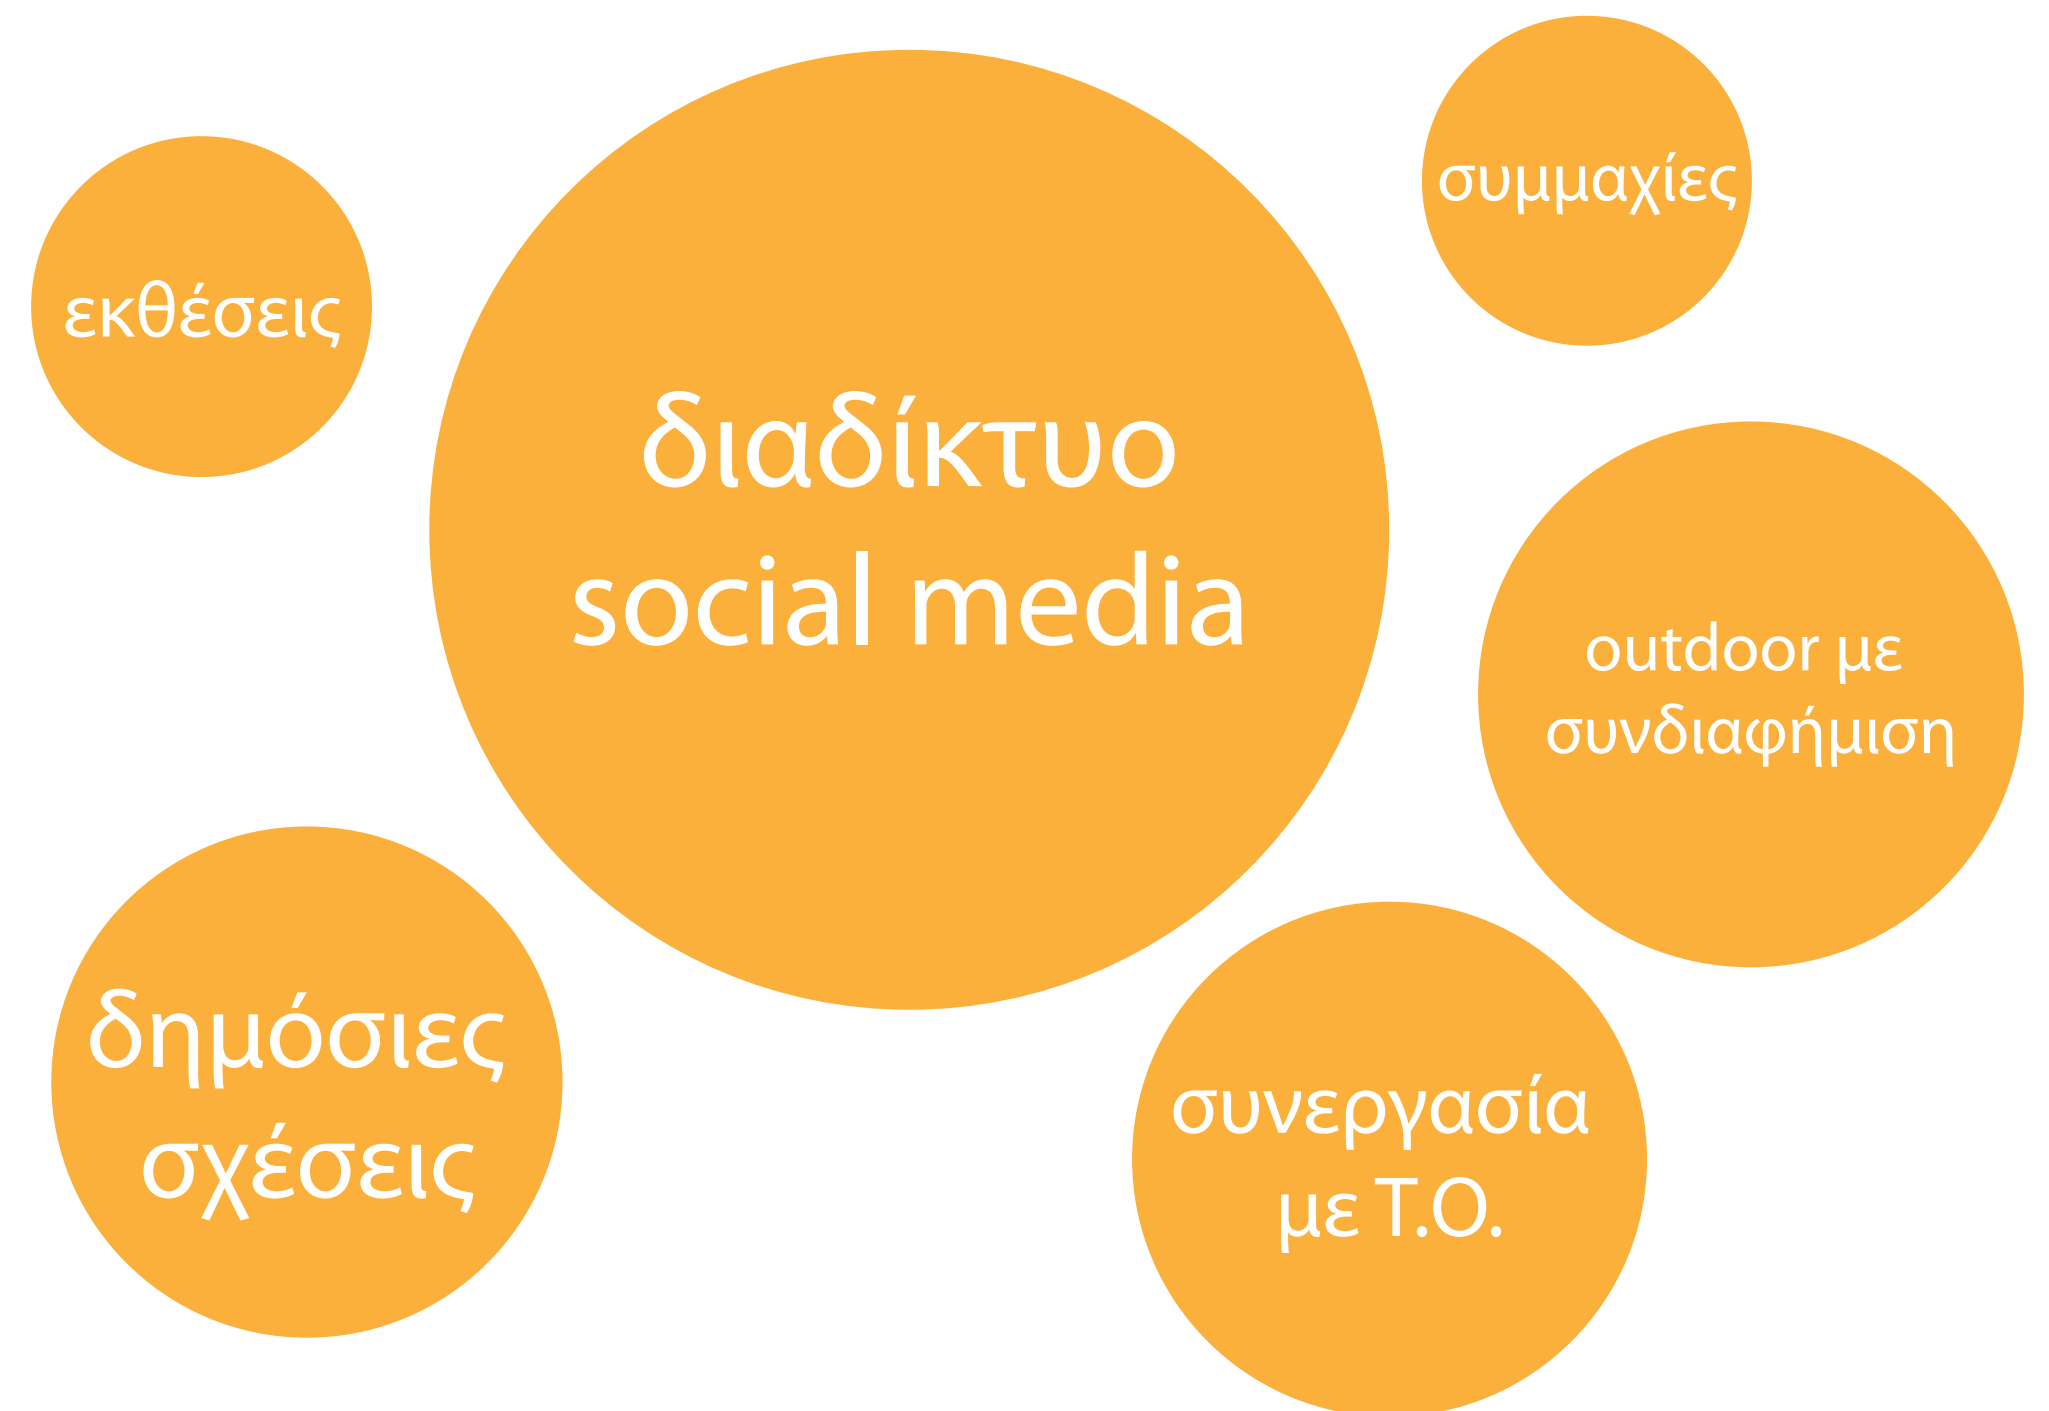 συμμαχίες
εκθέσεις
διαδίκτυο
social media
outdoor με
συνδιαφήμιση
δημόσιες
σχέσεις
συνεργασία
με Τ.Ο.